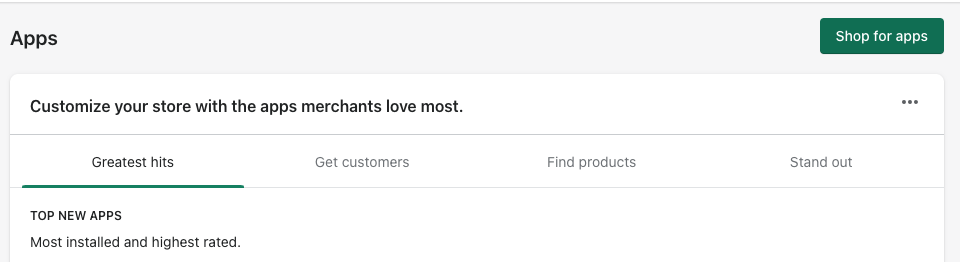 Apps
Shop for apps
Customize your store with the apps merchants love most.
Greatest hits
Get customers
Find products
Stand out
TOP NEW APPS
Most installed and highest rated.